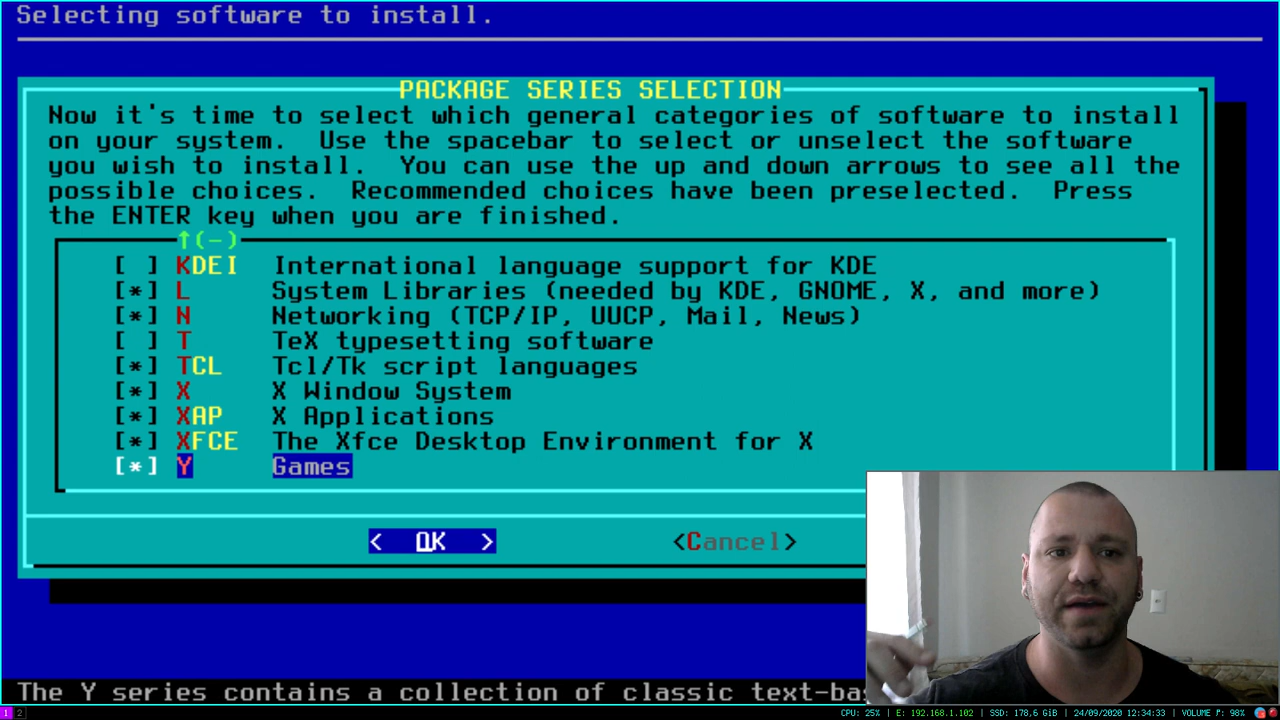 Selecting software to install.
PACKAGE SERIES SELECTION
Now it's time to select which general categories of software to install
on your system.  Use the spacebar to select or unselect the software
you wish to install.  You can use the up and down arrows to see all the
possible choices.  Recommended choices have been preselected.  Press
the ENTER key when you are finished.
↑(-)
[ ] KDEI International language support for KDE
[*] L System Libraries (needed by KDE, GNOME, X, and more)
[*] N Networking (TCP/IP, UUCP, Mail, News)
[ ] T TeX typesetting software
[*] TCL Tcl/Tk script languages
[*] X X Window System
[*] XAP X Applications
[*] XFCE The Xfce Desktop Environment for X
[*] Y Games
< OK > <Cancel>
The Y series contains a collection of classic text-bas
1 2 CPU: 25% | E: 192.168.1.102 | SSD: 178,6 GiB | 24/09/2020 12:34:33 | VOLUME P: 98%